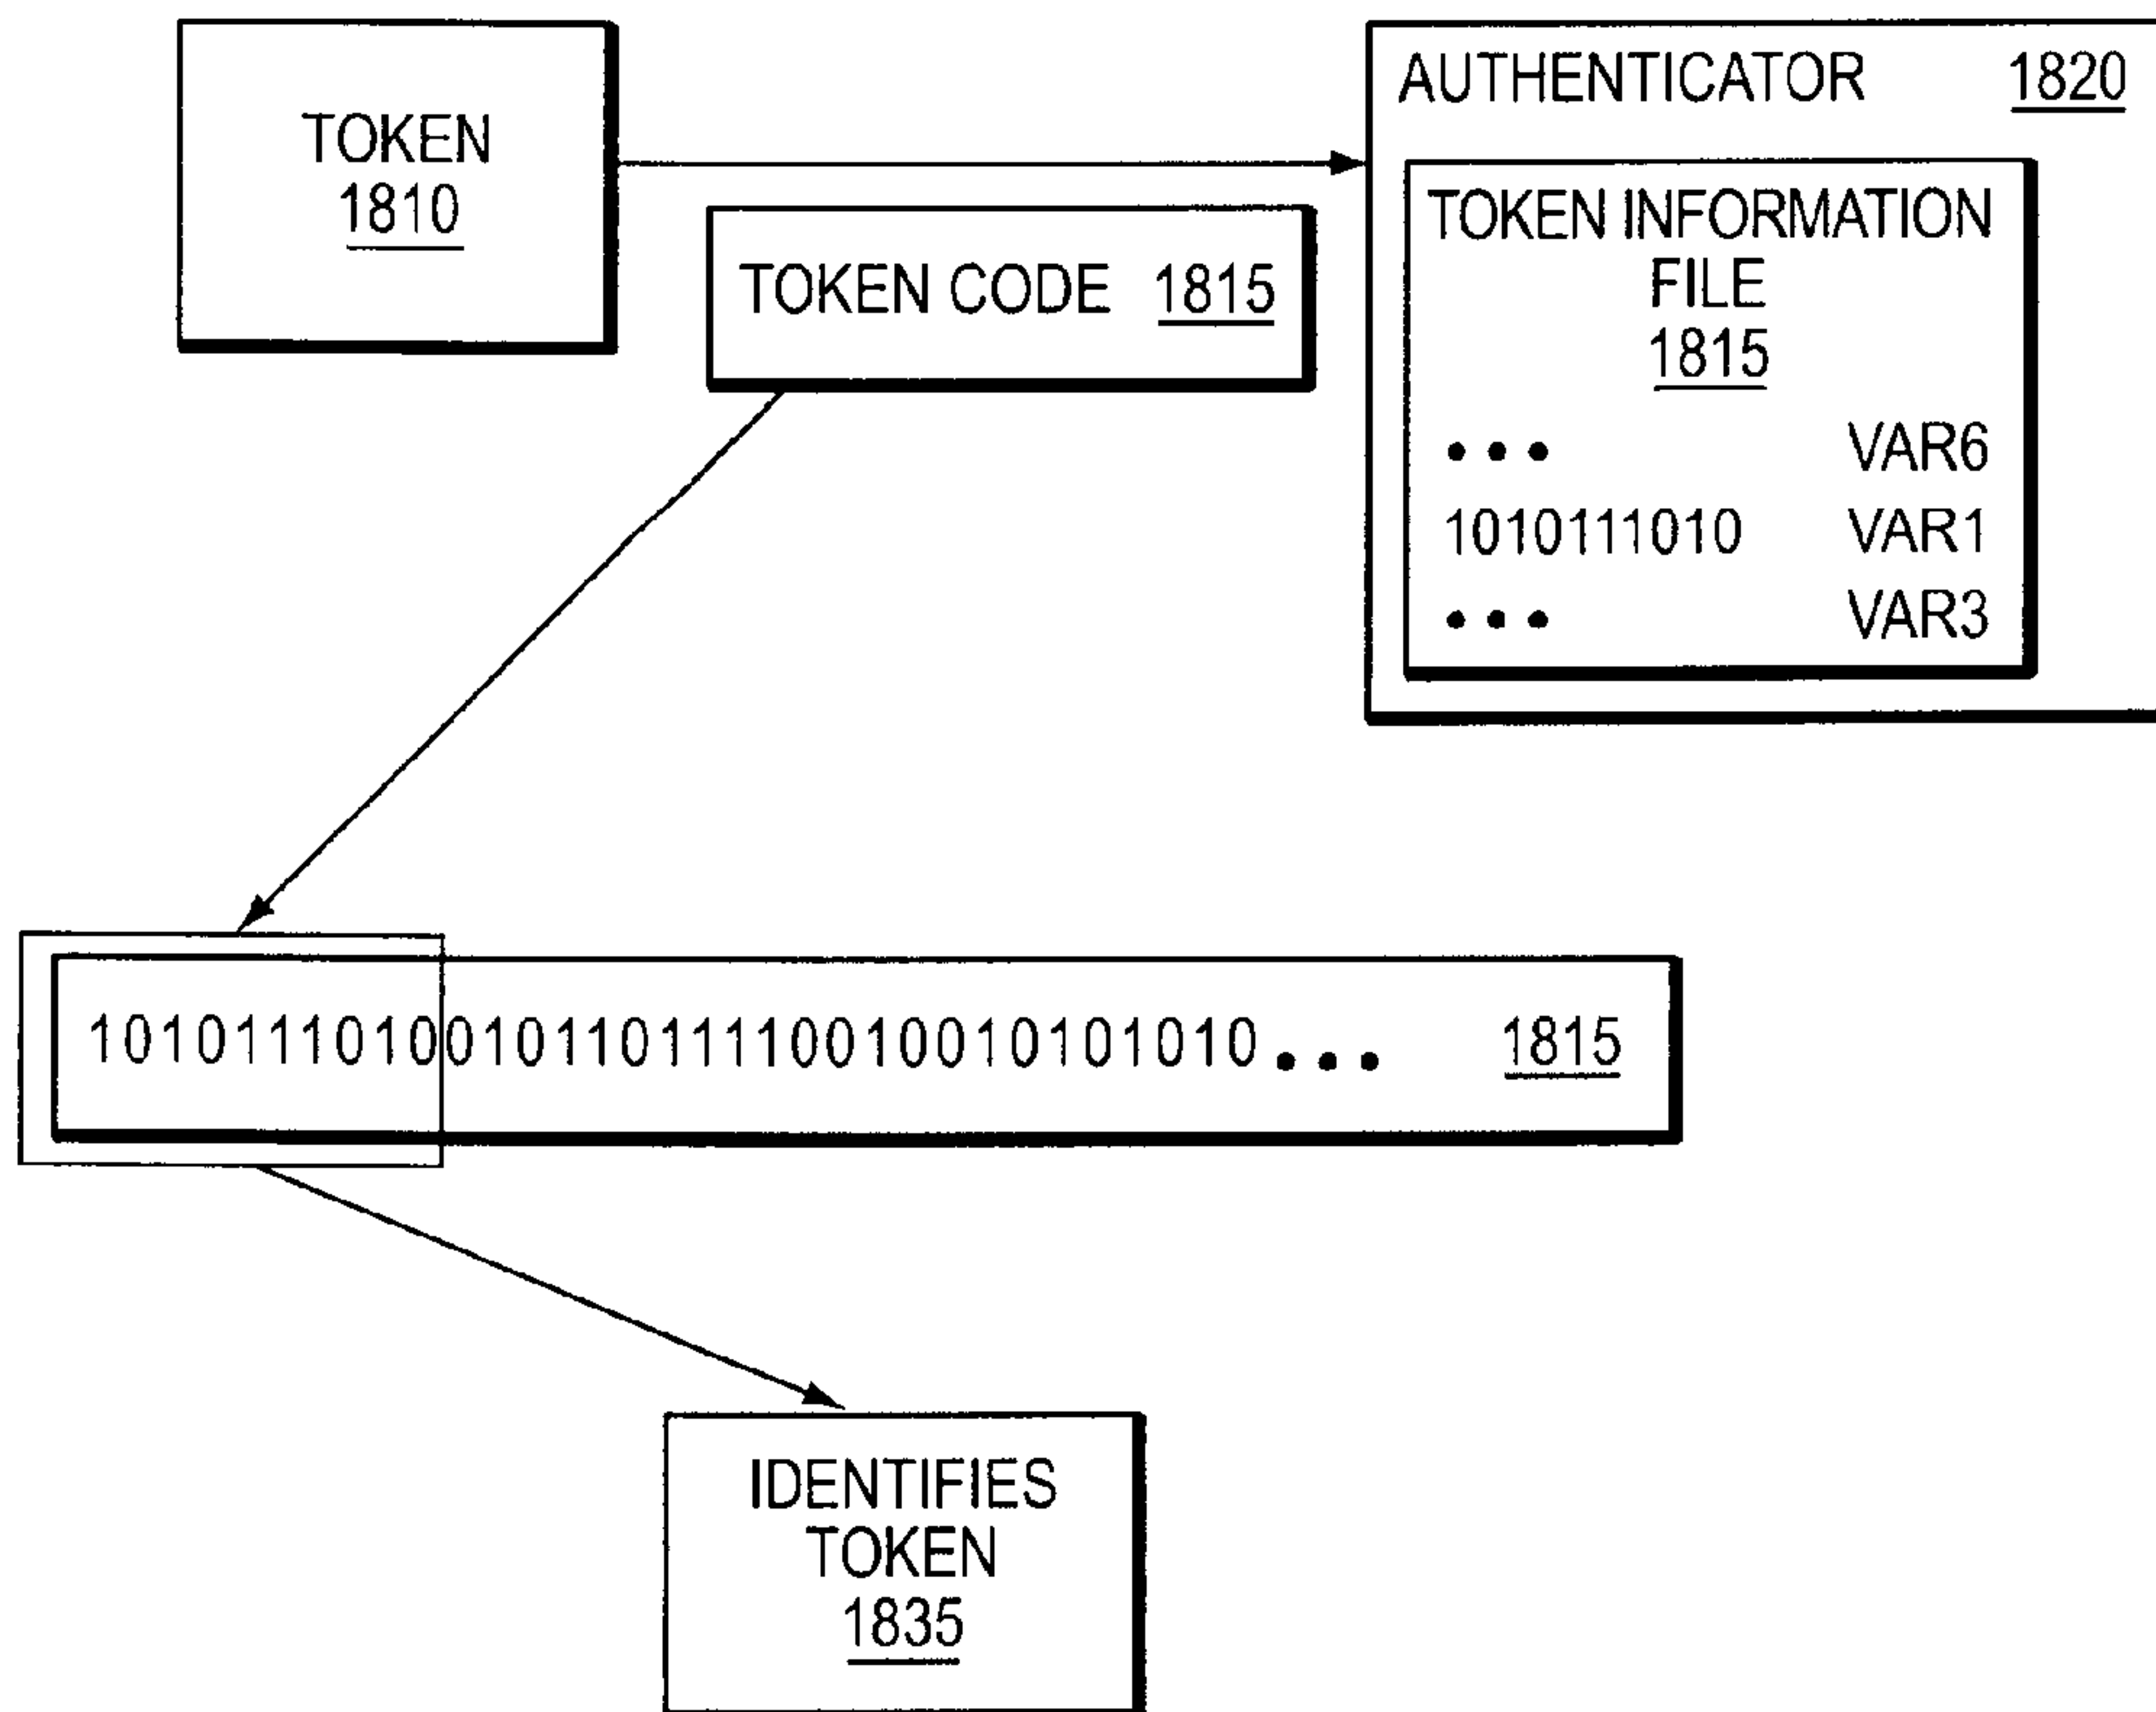 TOKEN
1810
AUTHENTICATOR 1820
TOKEN INFORMATION
FILE
1815
••• VAR6
1010111010 VAR1
••• VAR3
TOKEN CODE 1815
101011101001011011110010010101010... 1815
IDENTIFIES
TOKEN
1835